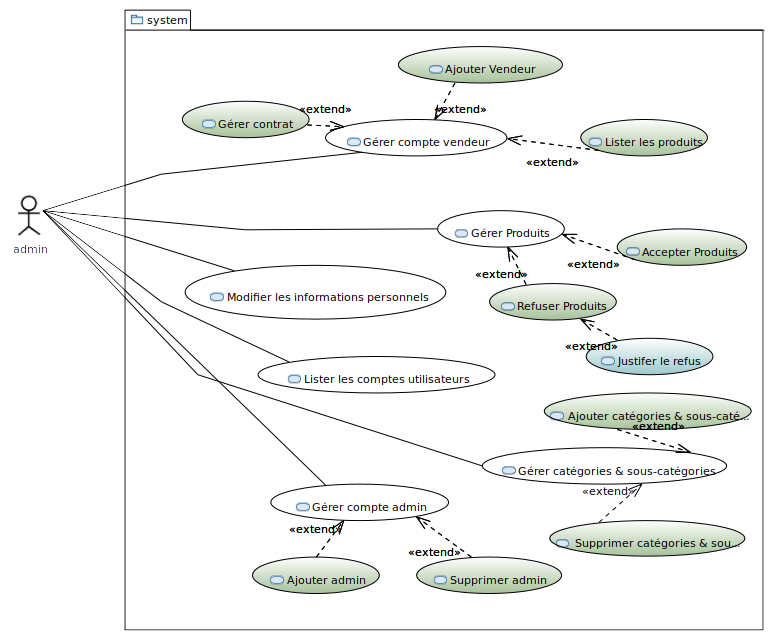 system
Ajouter Vendeur
«extend»
«extend»
Gérer contrat
Gérer compte vendeur
Lister les produits
«extend»
admin
Gérer Produits
Accepter Produits
«extend»
«extend»
Modifier les informations personnels
Refuser Produits
«extend»
Justifer le refus
Lister les comptes utilisateurs
Ajouter catégories & sous-caté...
«extend»
Gérer catégories & sous-catégories
«extend»
Gérer compte admin
«extend»
Supprimer catégories & sou...
«extend»
Ajouter admin
Supprimer admin